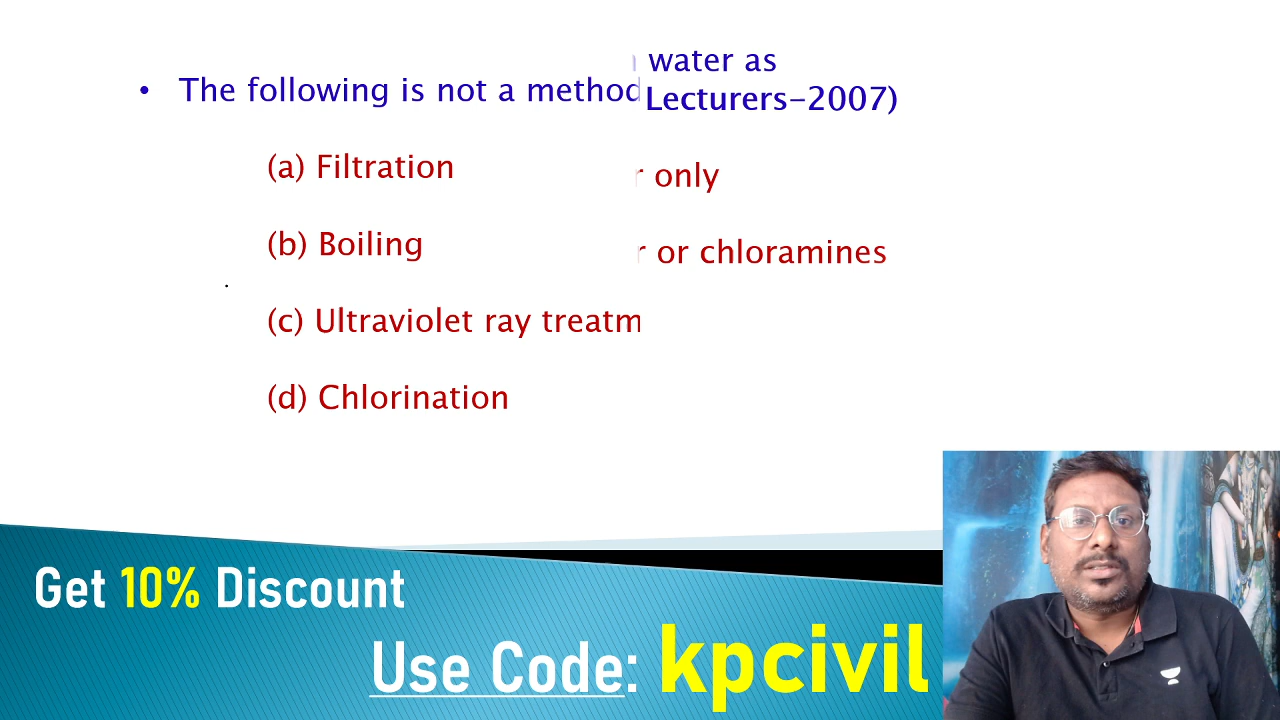 water as
• The following is not a method Lecturers-2007)
(a) Filtration
only
(b) Boiling
or chloramines
(c) Ultraviolet ray
(d) Chlorination
Get 10% Discount
Use Code: kpcivil